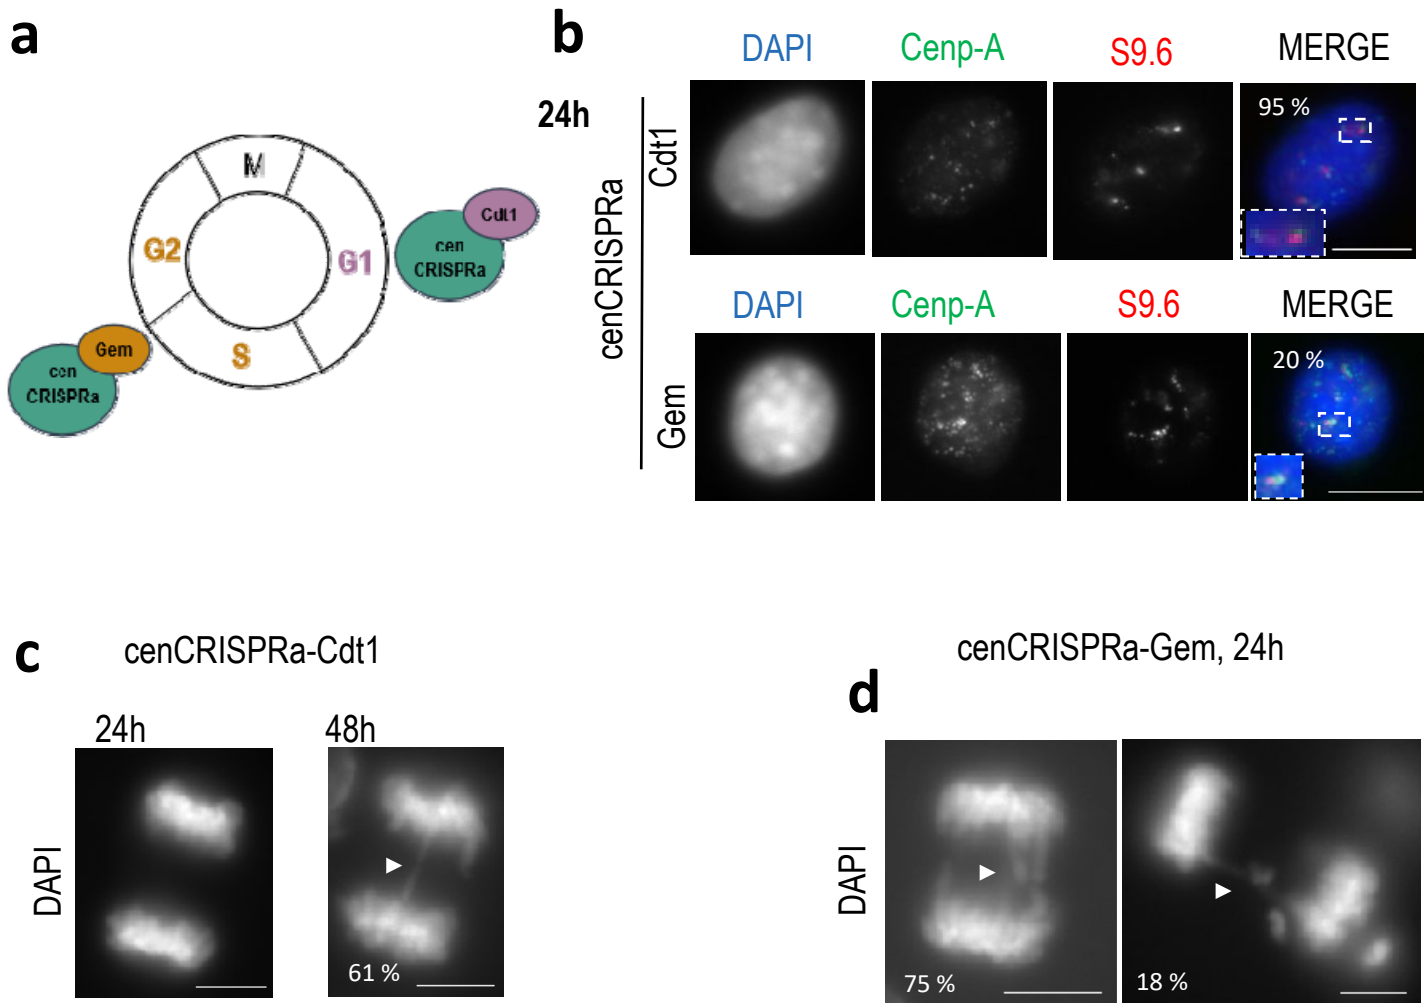 a
M
G2
G1
S
Cdt1
cen
CRISPRa
Gem
cen
CRISPRa
b
DAPI
Cenp-A
S9.6
MERGE
24h
cenCRISPRa
Cdt1
95 %
DAPI
Cenp-A
S9.6
MERGE
Gem
20 %
c
cenCRISPRa-Cdt1
24h
48h
DAPI
61 %
d
cenCRISPRa-Gem, 24h
DAPI
75 %
18 %